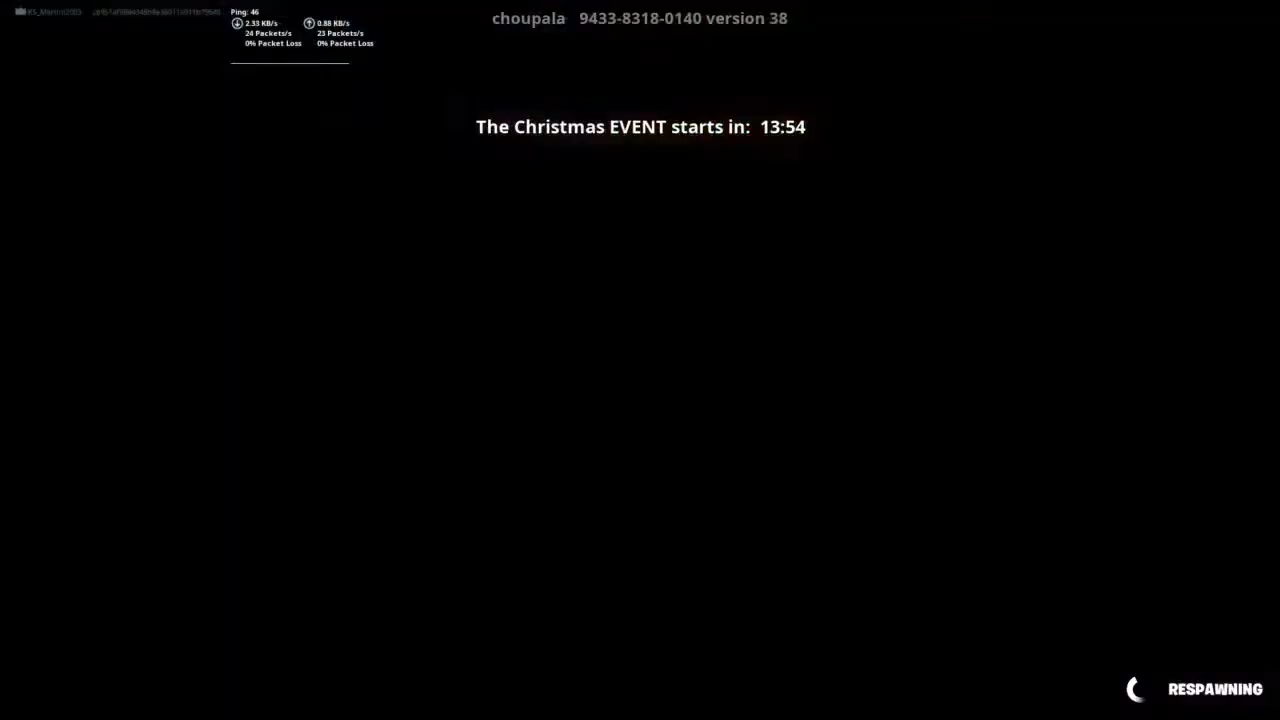 Ping: 46
2.33 KB/s 0.88 KB/s
24 Packets/s 23 Packets/s
0% Packet Loss 0% Packet Loss
choupala 9433-8318-0140 version 38
The Christmas EVENT starts in: 13:54
RESPAWNING